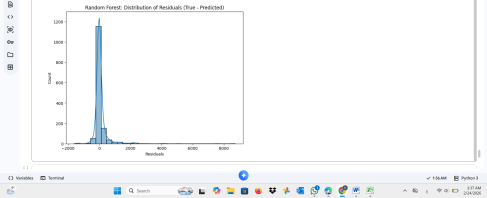 Random Forest: Distribution of Residuals (True - Predicted)
1200
1000
800
600
400
200
0
Count
−2000 0 2000 4000 6000 8000
Residuals
Variables Terminal
1:36 AM Python 3
Search
1:37 AM
2/24/2026